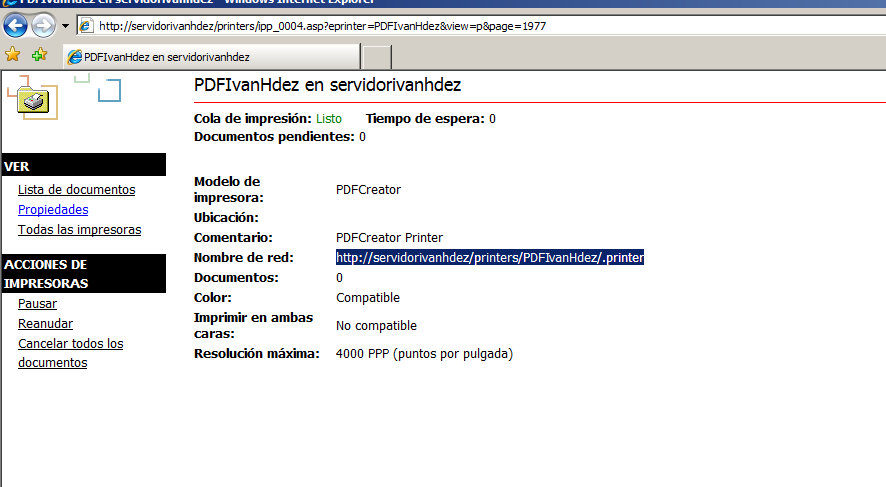 PDFIvanHdez en servidorivanhdez - Windows Internet Explorer
http://servidorivanhdez/printers/ipp_0004.asp?eprinter=PDFIvanHdez&view=p&page=1977
PDFIvanHdez en servidorivanhdez
PDFIvanHdez en servidorivanhdez
Cola de impresión: Listo Tiempo de espera: 0
Documentos pendientes: 0
VER
Lista de documentos
Propiedades
Todas las impresoras
ACCIONES DE
IMPRESORAS
Pausar
Reanudar
Cancelar todos los
documentos
Modelo de
impresora: PDFCreator
Ubicación:
Comentario: PDFCreator Printer
Nombre de red: http://servidorivanhdez/printers/PDFIvanHdez/.printer
Documentos: 0
Color: Compatible
Imprimir en ambas
caras: No compatible
Resolución máxima: 4000 PPP (puntos por pulgada)